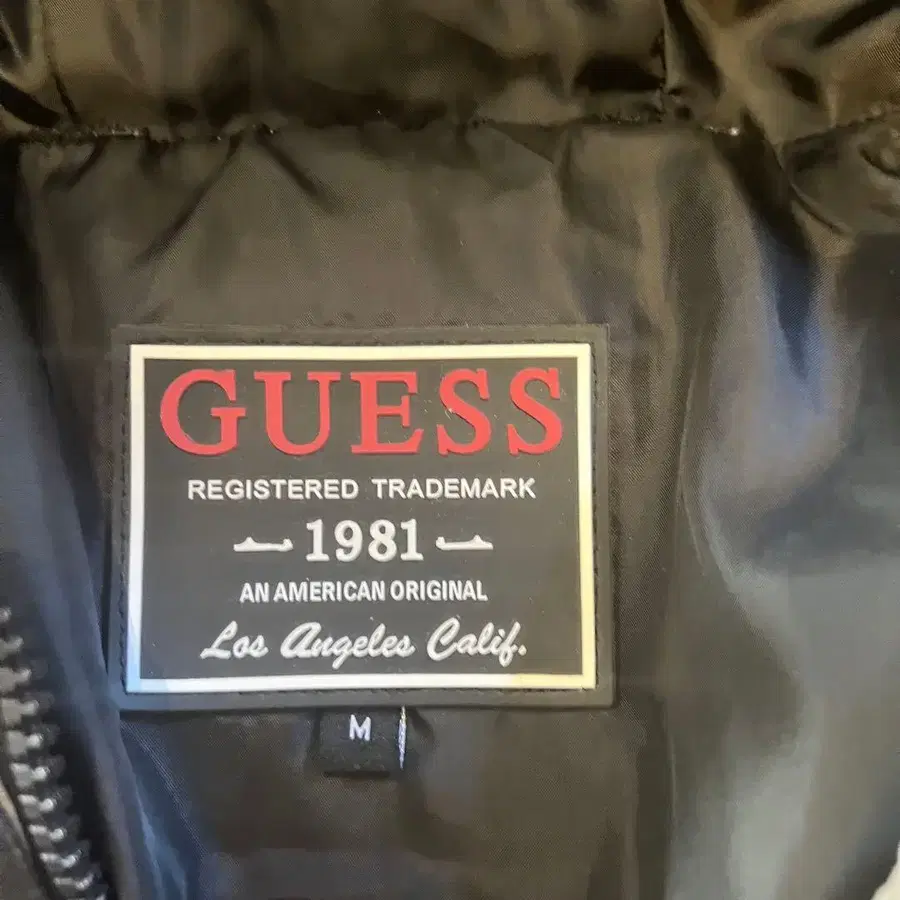 GUESS
REGISTERED TRADEMARK
1981
AN AMERICAN ORIGINAL
Los Angeles Calif.
M